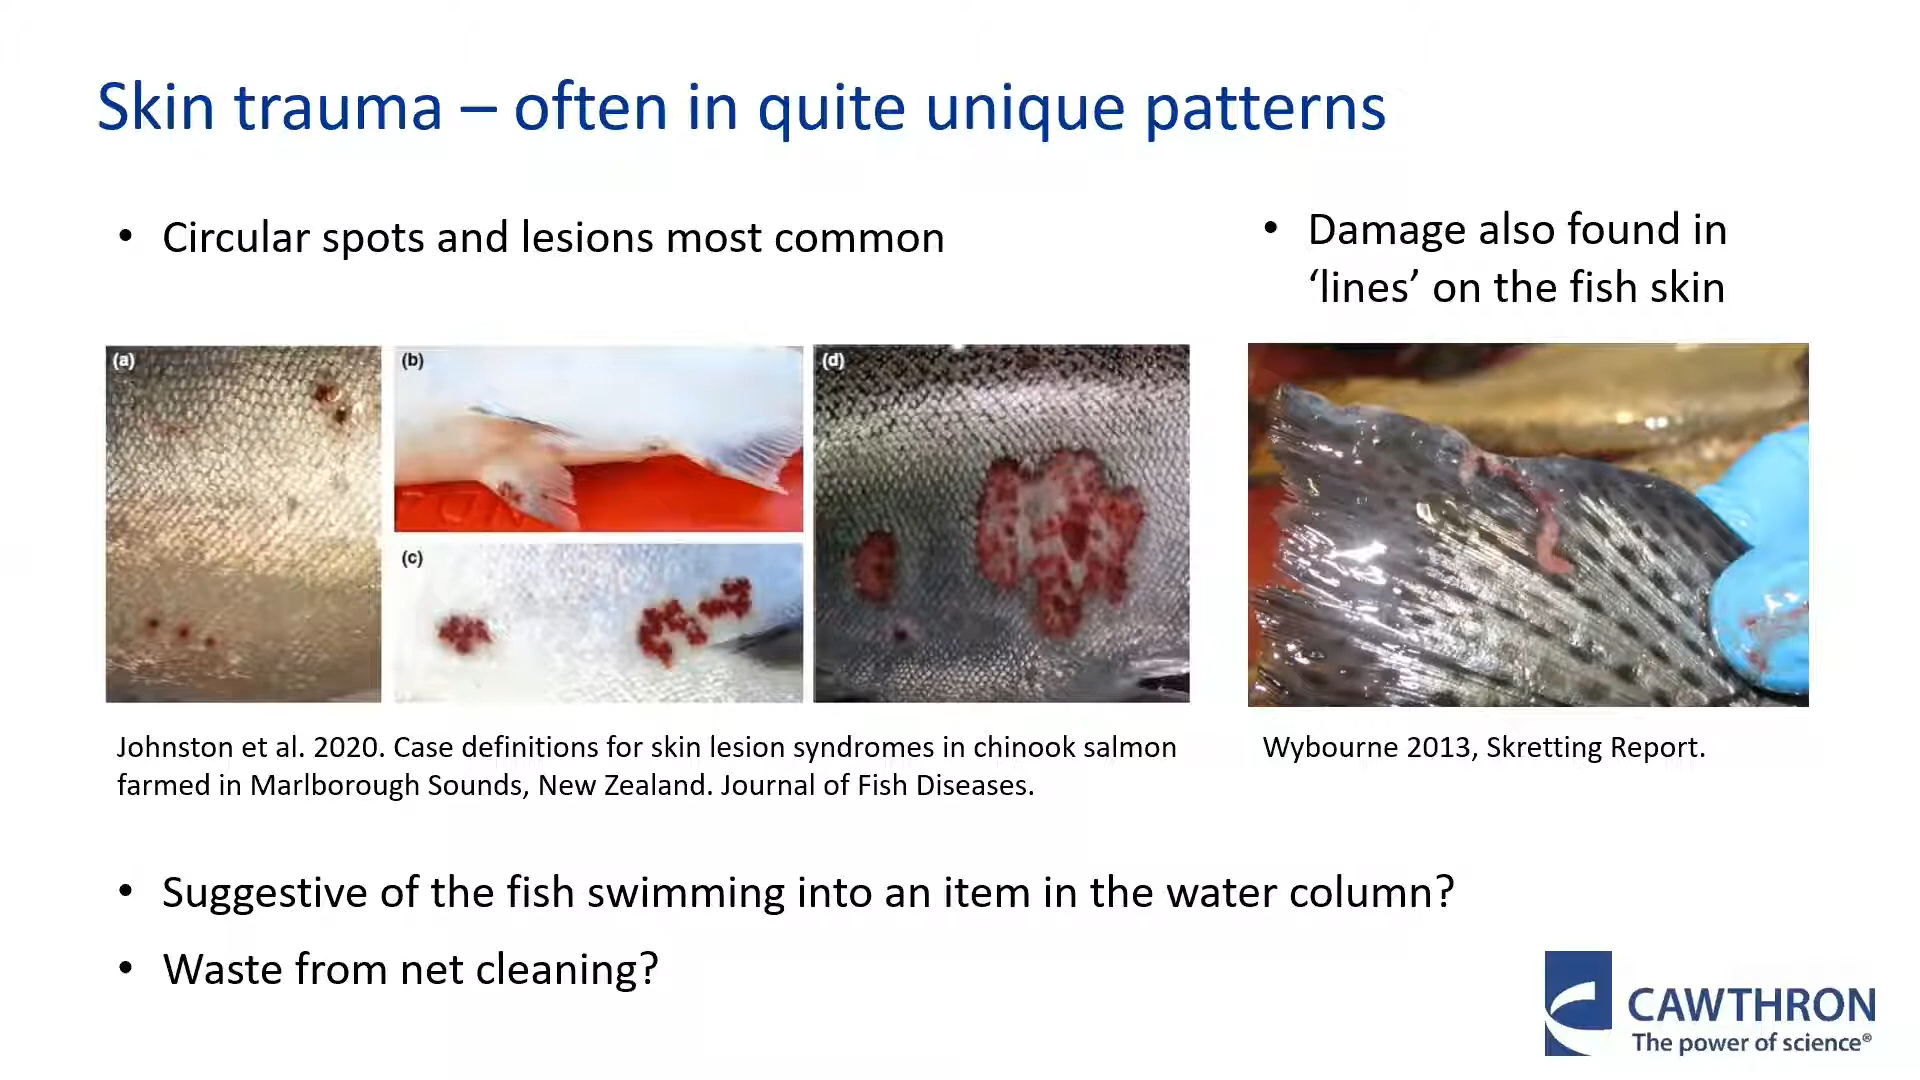 Skin trauma – often in quite unique patterns
• Circular spots and lesions most common
• Damage also found in
‘lines’ on the fish skin
(a)
(b)
(c)
(d)
Johnston et al. 2020. Case definitions for skin lesion syndromes in chinook salmon
farmed in Marlborough Sounds, New Zealand. Journal of Fish Diseases.
Wybourne 2013, Skretting Report.
• Suggestive of the fish swimming into an item in the water column?
• Waste from net cleaning?
CAWTHRON
The power of science®